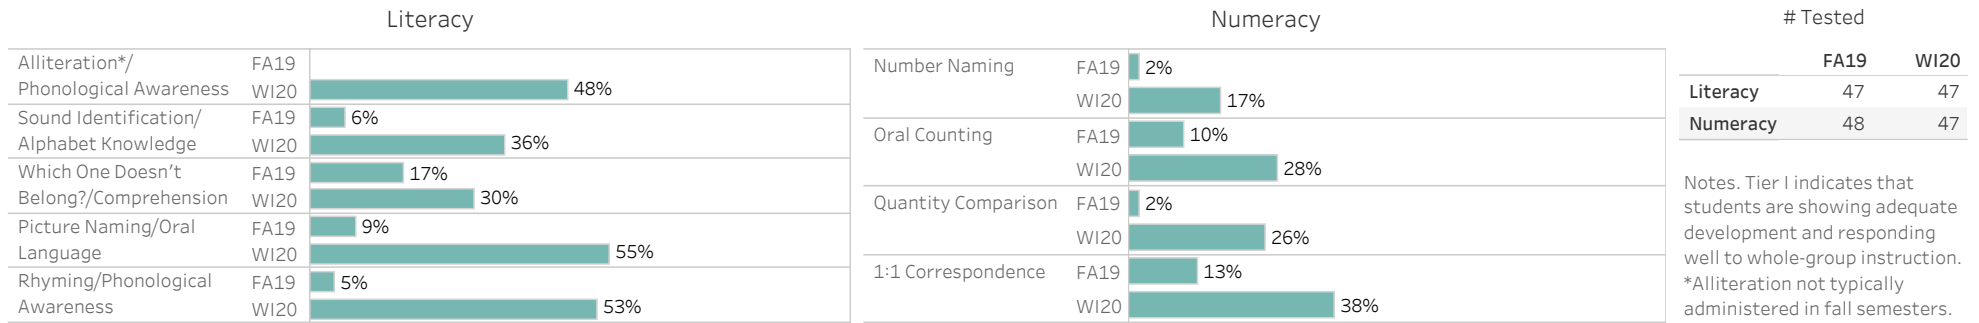 Literacy
Alliteration*/
Phonological Awareness
FA19
WI20 48%
Sound Identification/
Alphabet Knowledge
FA19 6%
WI20 36%
Which One Doesn't
Belong?/Comprehension
FA19 17%
WI20 30%
Picture Naming/Oral
Language
FA19 9%
WI20 55%
Rhyming/Phonological
Awareness
FA19 5%
WI20 53%
Numeracy
Number Naming
FA19 2%
WI20 17%
Oral Counting
FA19 10%
WI20 28%
Quantity Comparison
FA19 2%
WI20 26%
1:1 Correspondence
FA19 13%
WI20 38%
# Tested
FA19 WI20
Literacy 47 47
Numeracy 48 47
Notes. Tier I indicates that
students are showing adequate
development and responding
well to whole-group instruction.
*Alliteration not typically
administered in fall semesters.